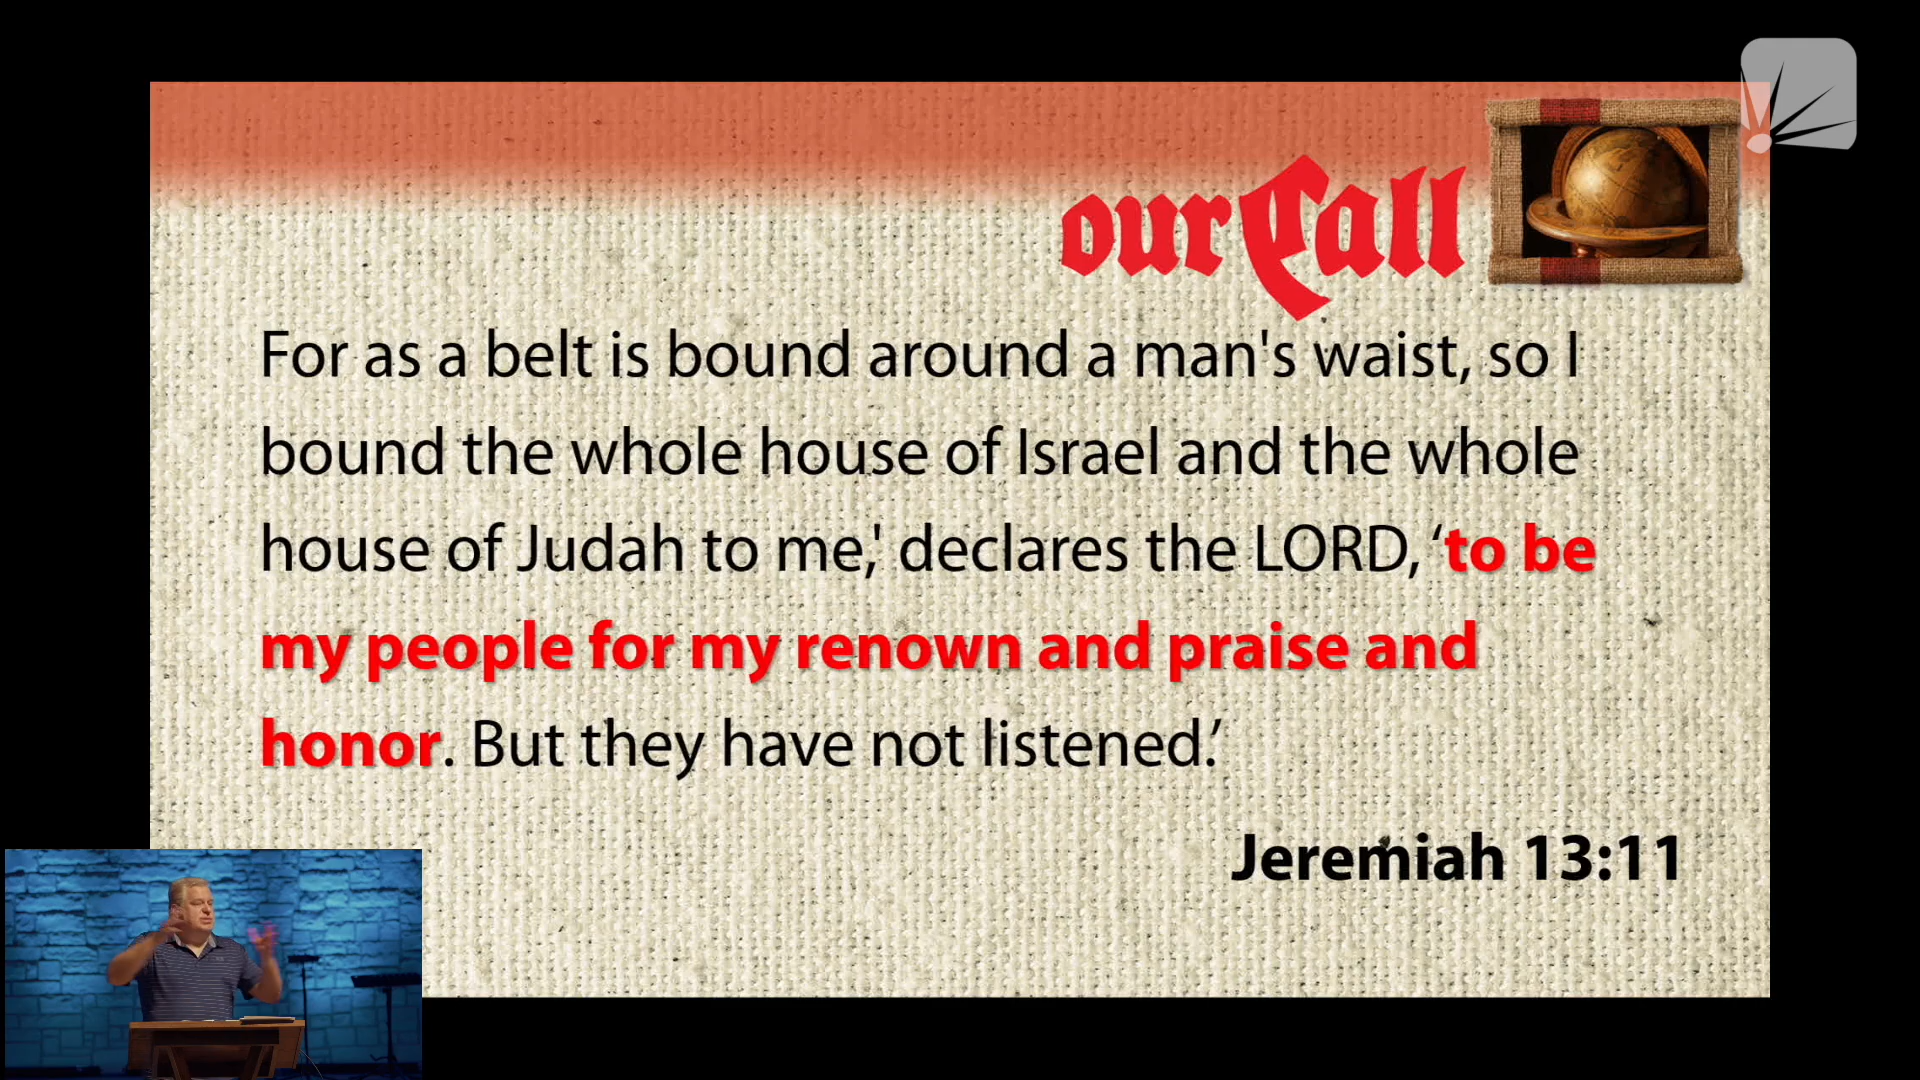 our Call
For as a belt is bound around a man's waist, so I
bound the whole house of Israel and the whole
house of Judah to me,' declares the LORD, ‘to be
my people for my renown and praise and
honor. But they have not listened.’
Jeremiah 13:11